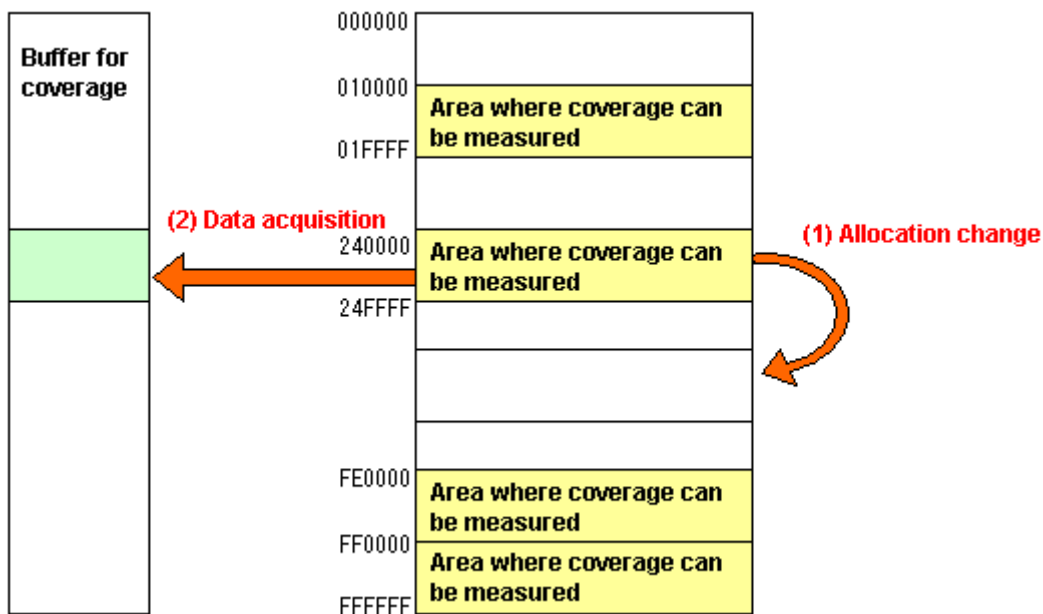 Buffer for
coverage
000000
010000
Area where coverage can
be measured
01FFFF
(2) Data acquisition
240000
Area where coverage can
be measured
(1) Allocation change
24FFFF
FE0000
Area where coverage can
be measured
FF0000
Area where coverage can
be measured
FFFFFF